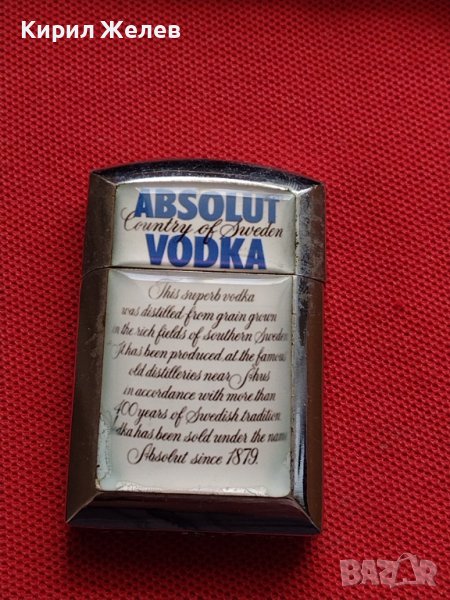 Кирил Желев
ABSOLUT
Country of Sweden
VODKA
This superb vodka
was distilled from grain grown
in the rich fields of southern Sweden
It has been produced at the famous
old distilleries near Åhus
in accordance with more than
400 years of Swedish tradition
dka has been sold under the name
Absolut since 1879.
BAZAR